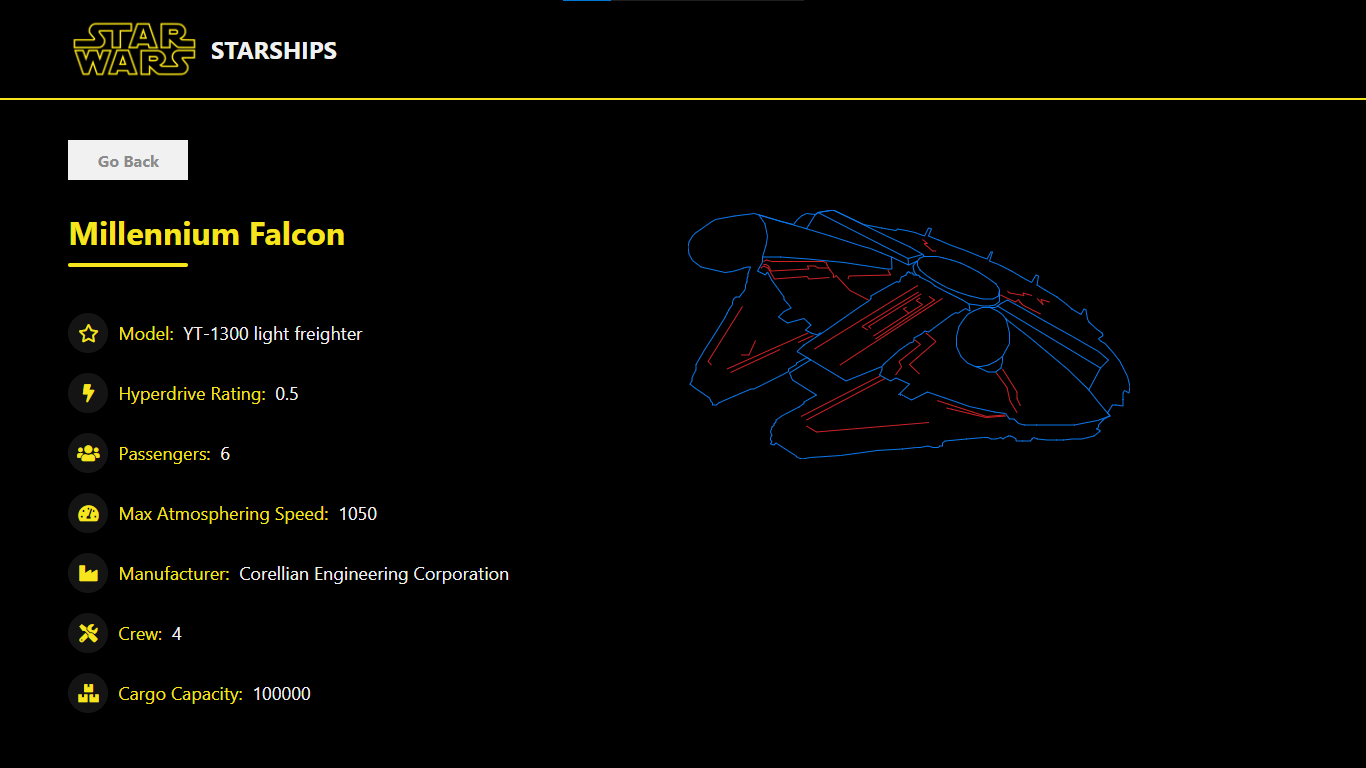 STAR WARS STARSHIPS
Go Back
Millennium Falcon
Model: YT-1300 light freighter
Hyperdrive Rating: 0.5
Passengers: 6
Max Atmosphering Speed: 1050
Manufacturer: Corellian Engineering Corporation
Crew: 4
Cargo Capacity: 100000